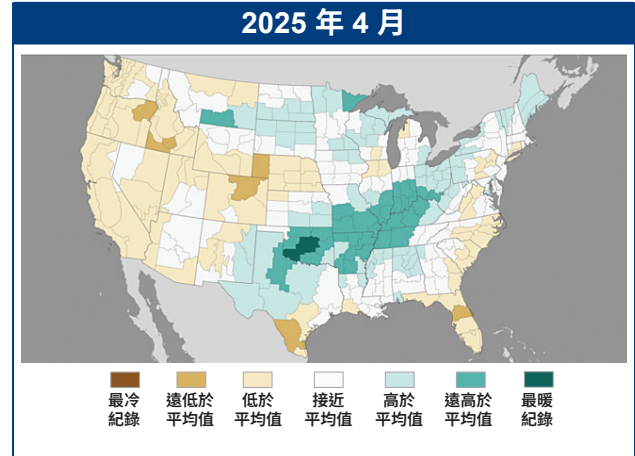 2025 年 4 月
最冷
紀錄
遠低於
平均值
低於
平均值
接近
平均值
高於
平均值
遠高於
平均值
最暖
紀錄